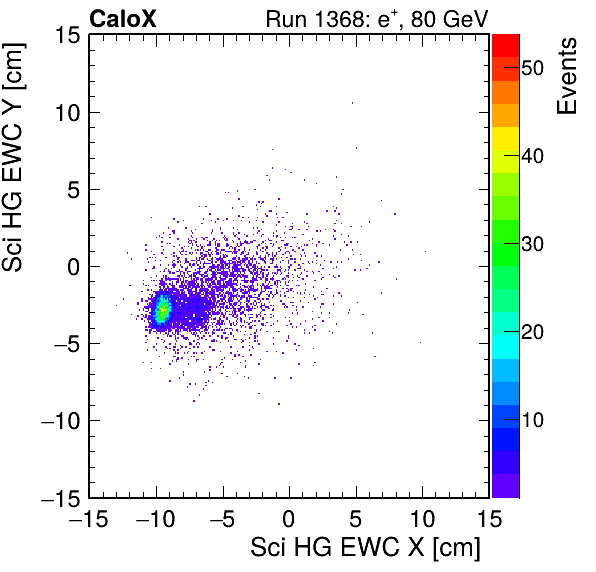 CaloX Run 1368: e⁺, 80 GeV
Sci HG EWC Y [cm]
15
10
5
0
−5
−10
−15
−15 −10 −5 0 5 10 15
Sci HG EWC X [cm]
Events
50
40
30
20
10